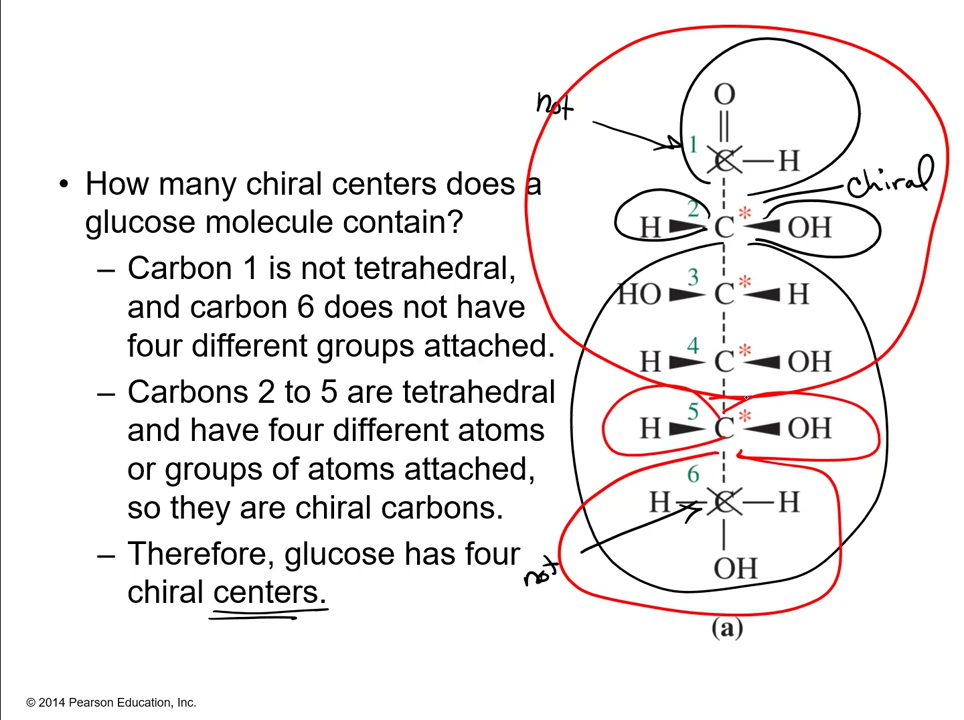 • How many chiral centers does a
glucose molecule contain?
– Carbon 1 is not tetrahedral,
and carbon 6 does not have
four different groups attached.
– Carbons 2 to 5 are tetrahedral
and have four different atoms
or groups of atoms attached,
so they are chiral carbons.
– Therefore, glucose has four
chiral centers.
not
O
1 C H
chiral
H 2 C * OH
HO 3 C * H
H 4 C * OH
H 5 C * OH
6
H C H
not
OH
(a)
© 2014 Pearson Education, Inc.